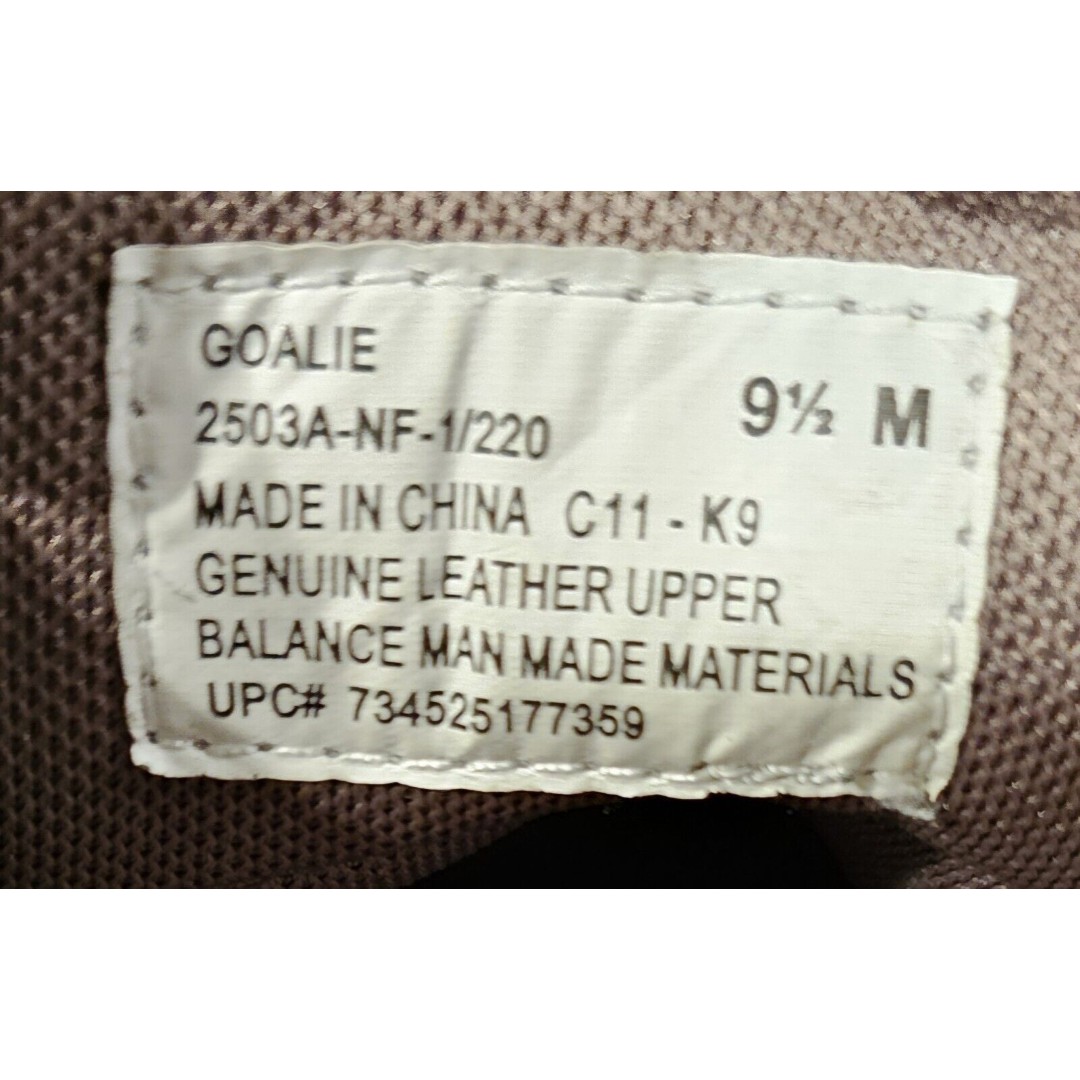 GOALIE
2503A-NF-1/220 9½ M
MADE IN CHINA C11 - K9
GENUINE LEATHER UPPER
BALANCE MAN MADE MATERIALS
UPC# 734525177359